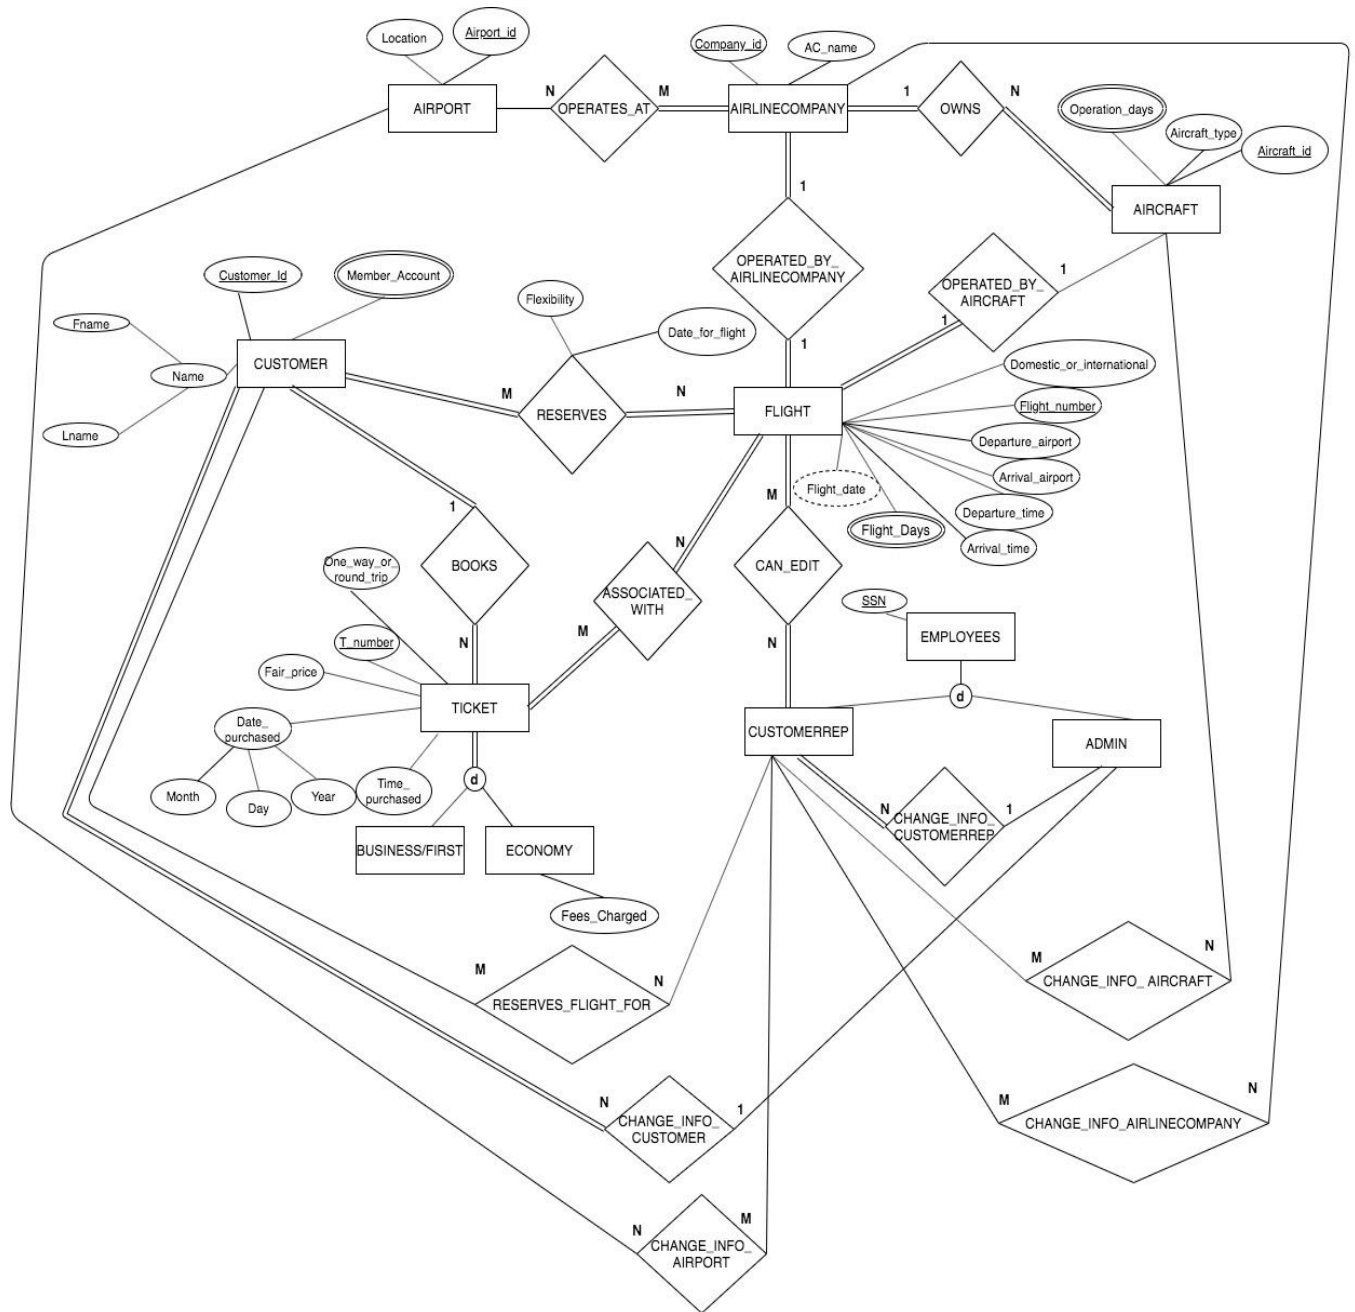 Location
Airport_id
Company_id
AC_name
AIRPORT
N
OPERATES_AT
M
AIRLINECOMPANY
1
OWNS
N
Operation_days
Aircraft_type
Aircraft_id
AIRCRAFT
1
OPERATED_BY_
AIRLINECOMPANY
1
OPERATED_BY_
AIRCRAFT
1
1
Customer_Id
Member_Account
Fname
Name
Lname
CUSTOMER
Flexibility
Date_for_flight
M
RESERVES
N
FLIGHT
Domestic_or_international
Flight_number
Departure_airport
Arrival_airport
Departure_time
Arrival_time
Flight_date
Flight_Days
1
BOOKS
N
One_way_or_
round_trip
T_number
Fair_price
TICKET
Date_
purchased
Month
Day
Year
Time_
purchased
N
ASSOCIATED_
WITH
M
M
CAN_EDIT
N
SSN
EMPLOYEES
d
CUSTOMERREP
ADMIN
d
BUSINESS/FIRST
ECONOMY
Fees_Charged
N
CHANGE_INFO_
CUSTOMERREP
1
M
RESERVES_FLIGHT_FOR
N
M
CHANGE_INFO_ AIRCRAFT
N
N
CHANGE_INFO_
CUSTOMER
1
M
CHANGE_INFO_AIRLINECOMPANY
N
N
CHANGE_INFO_
AIRPORT
M